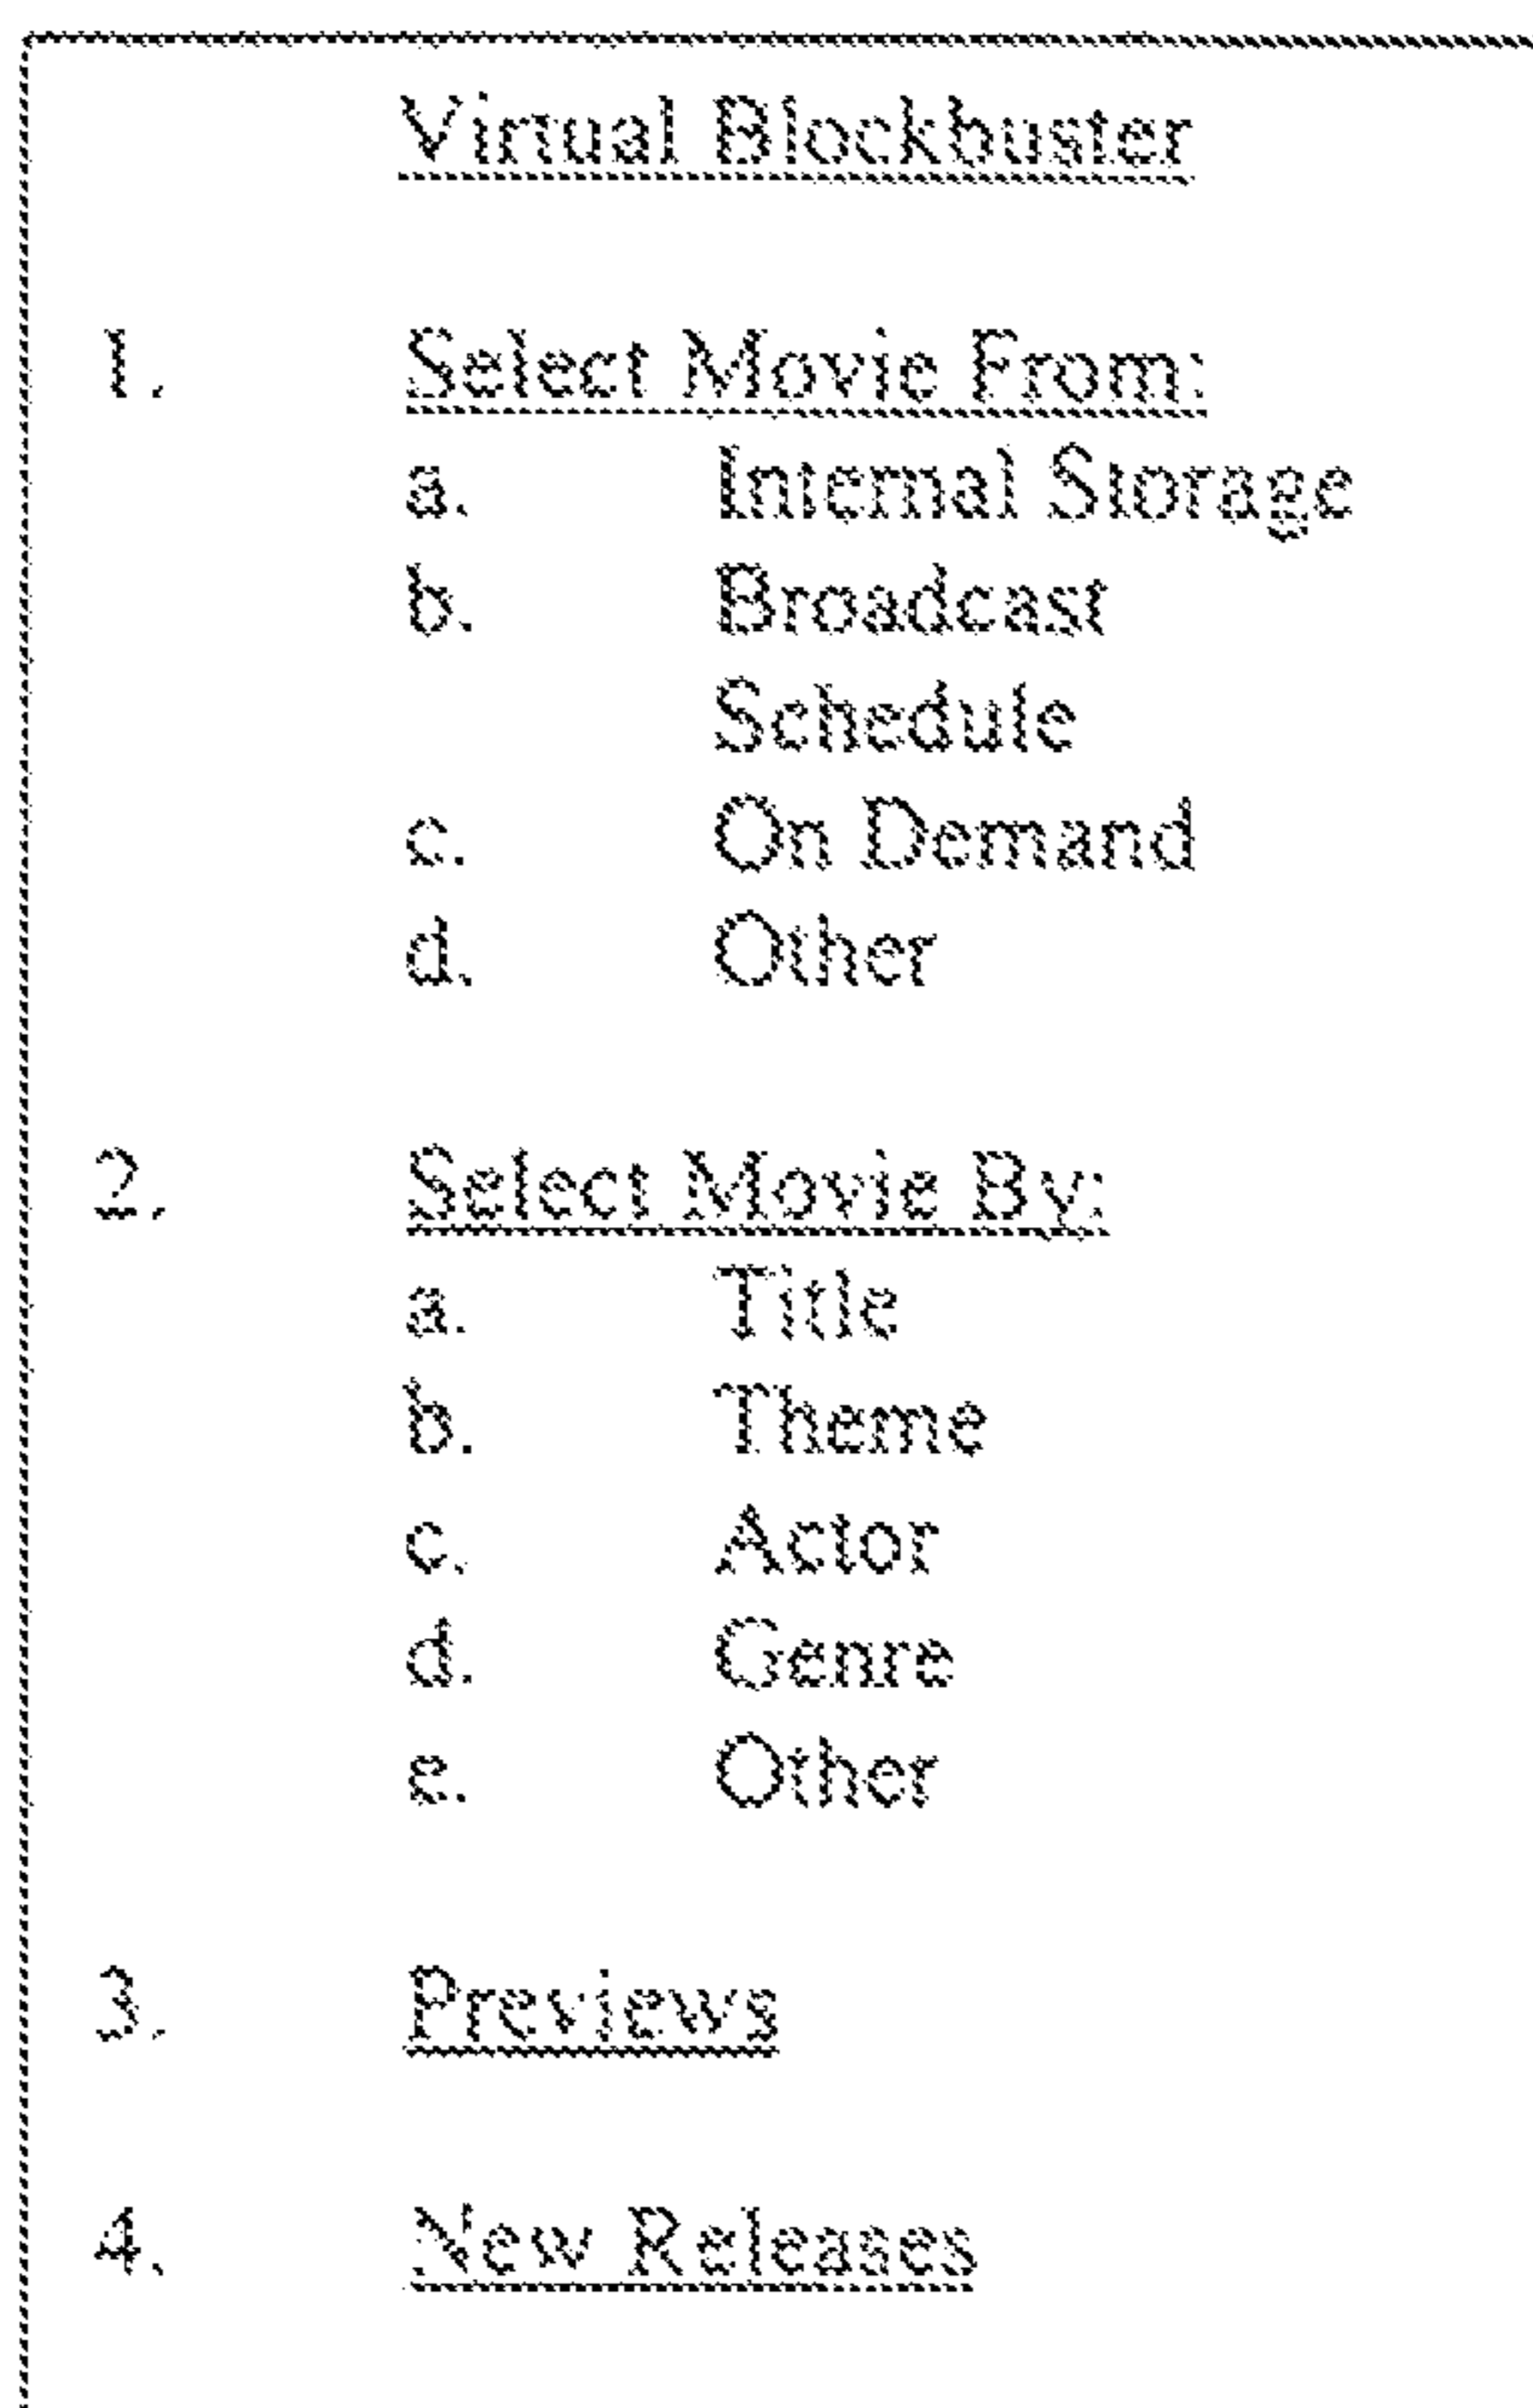 Virtual Blockbuster
1. Select Movie From:
a. Internal Storage
b. Broadcast
Schedule
c. On Demand
d. Other
2. Select Movie By:
a. Title
b. Theme
c. Actor
d. Genre
e. Other
3. Previews
4. New Releases